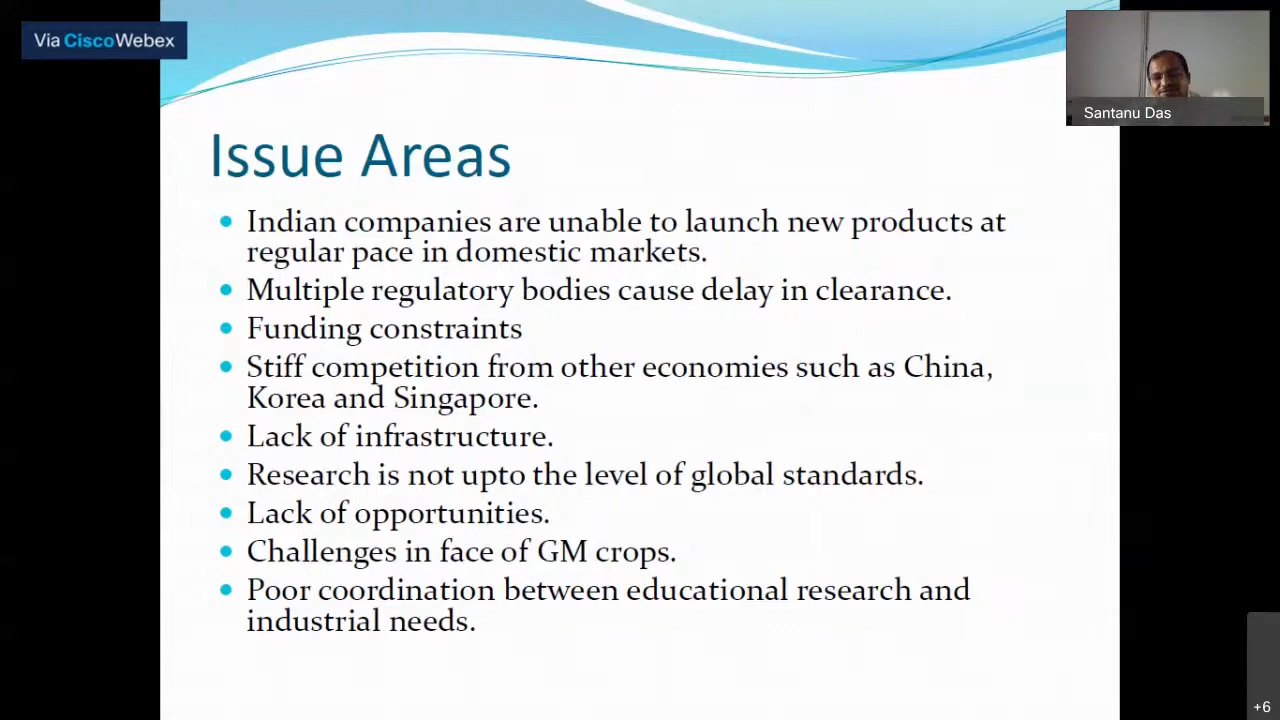 Via CiscoWebex
Santanu Das
Issue Areas
Indian companies are unable to launch new products at
regular pace in domestic markets.
Multiple regulatory bodies cause delay in clearance.
Funding constraints
Stiff competition from other economies such as China,
Korea and Singapore.
Lack of infrastructure.
Research is not upto the level of global standards.
Lack of opportunities.
Challenges in face of GM crops.
Poor coordination between educational research and
industrial needs.
+6